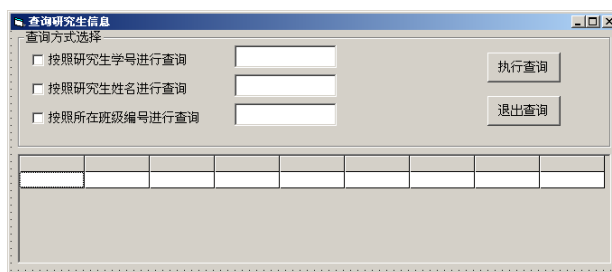 查询研究生信息
查询方式选择
按照研究生学号进行查询
执行查询
按照研究生姓名进行查询
退出查询
按照所在班级编号进行查询